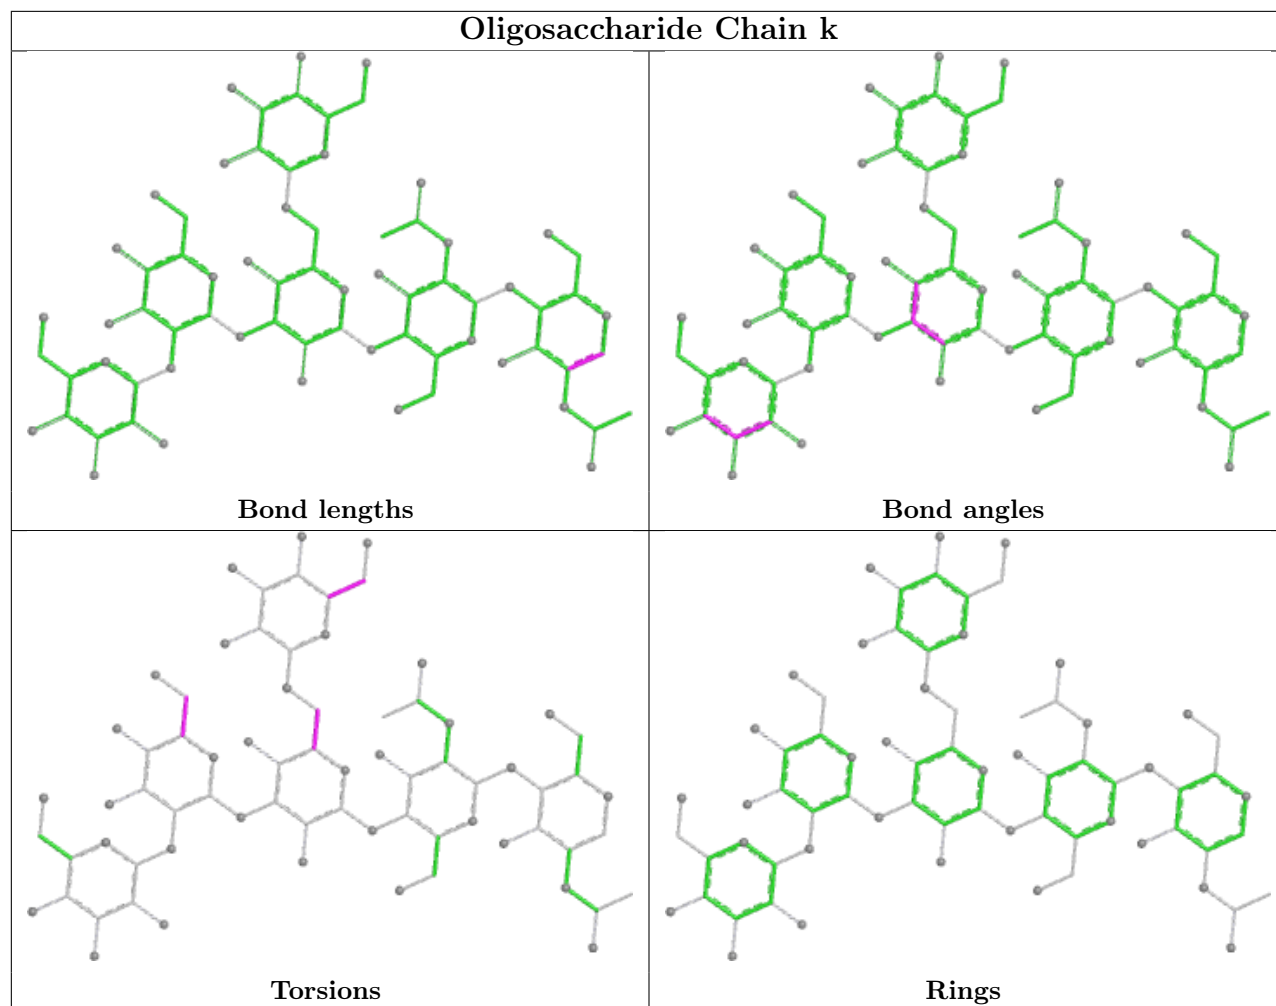 Oligosaccharide Chain k
Bond lengths
Bond angles
Torsions
Rings